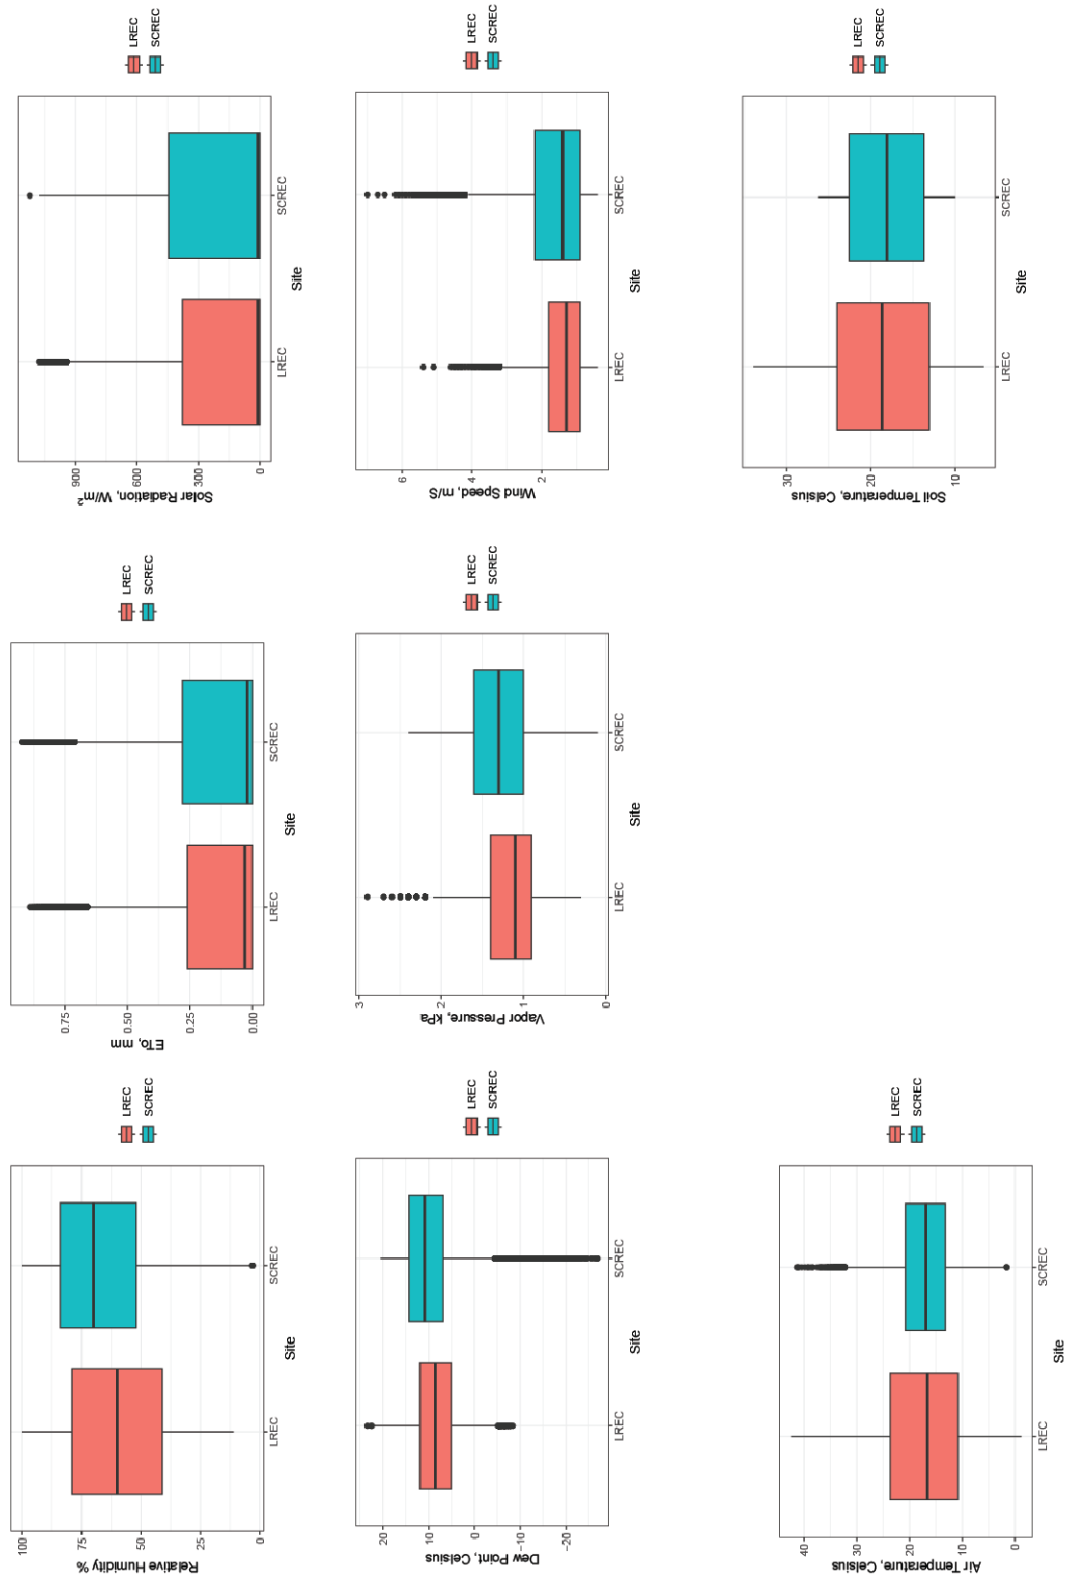 Relative Humidity %
100
75
50
25
0
LREC
SCREC
Site
LREC
SCREC
ETo, mm
0.75
0.50
0.25
0.00
LREC
SCREC
Site
LREC
SCREC
Solar Radiation, W/m²
900
600
300
0
LREC
SCREC
Site
LREC
SCREC
Dew Point, Celsius
20
10
0
-10
-20
LREC
SCREC
Site
LREC
SCREC
Vapor Pressure, kPa
3
2
1
0
LREC
SCREC
Site
LREC
SCREC
Wind Speed, m/S
6
4
2
LREC
SCREC
Site
LREC
SCREC
Air Temperature, Celsius
40
30
20
10
0
LREC
SCREC
Site
LREC
SCREC
Soil Temperature, Celsius
30
20
10
LREC
SCREC
Site
LREC
SCREC